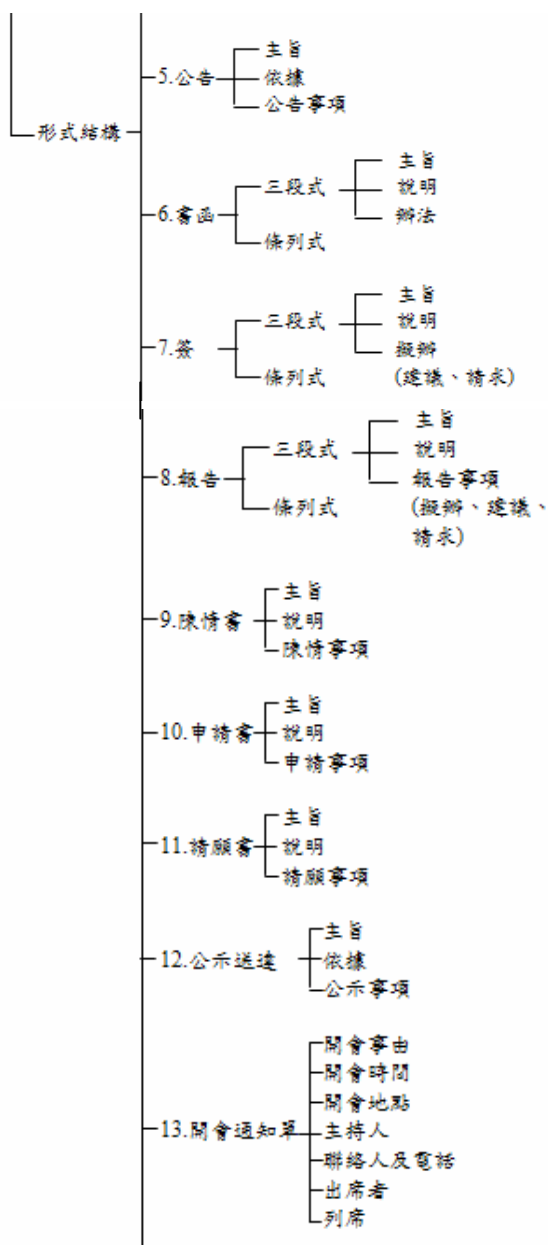 主旨
5.公告
依據
公告事項
形式結構
主旨
三段式
說明
6.書函
辦法
條列式
主旨
三段式
說明
7.簽
擬辦
條列式
(建議、請求)
主旨
三段式
說明
8.報告
報告事項
條列式
(擬辦、建議、
請求)
主旨
9.陳情書
說明
陳情事項
主旨
10.申請書
說明
申請事項
主旨
11.請願書
說明
請願事項
主旨
12.公示送達
依據
公示事項
開會事由
開會時間
開會地點
13.開會通知單
主持人
聯絡人及電話
出席者
列席